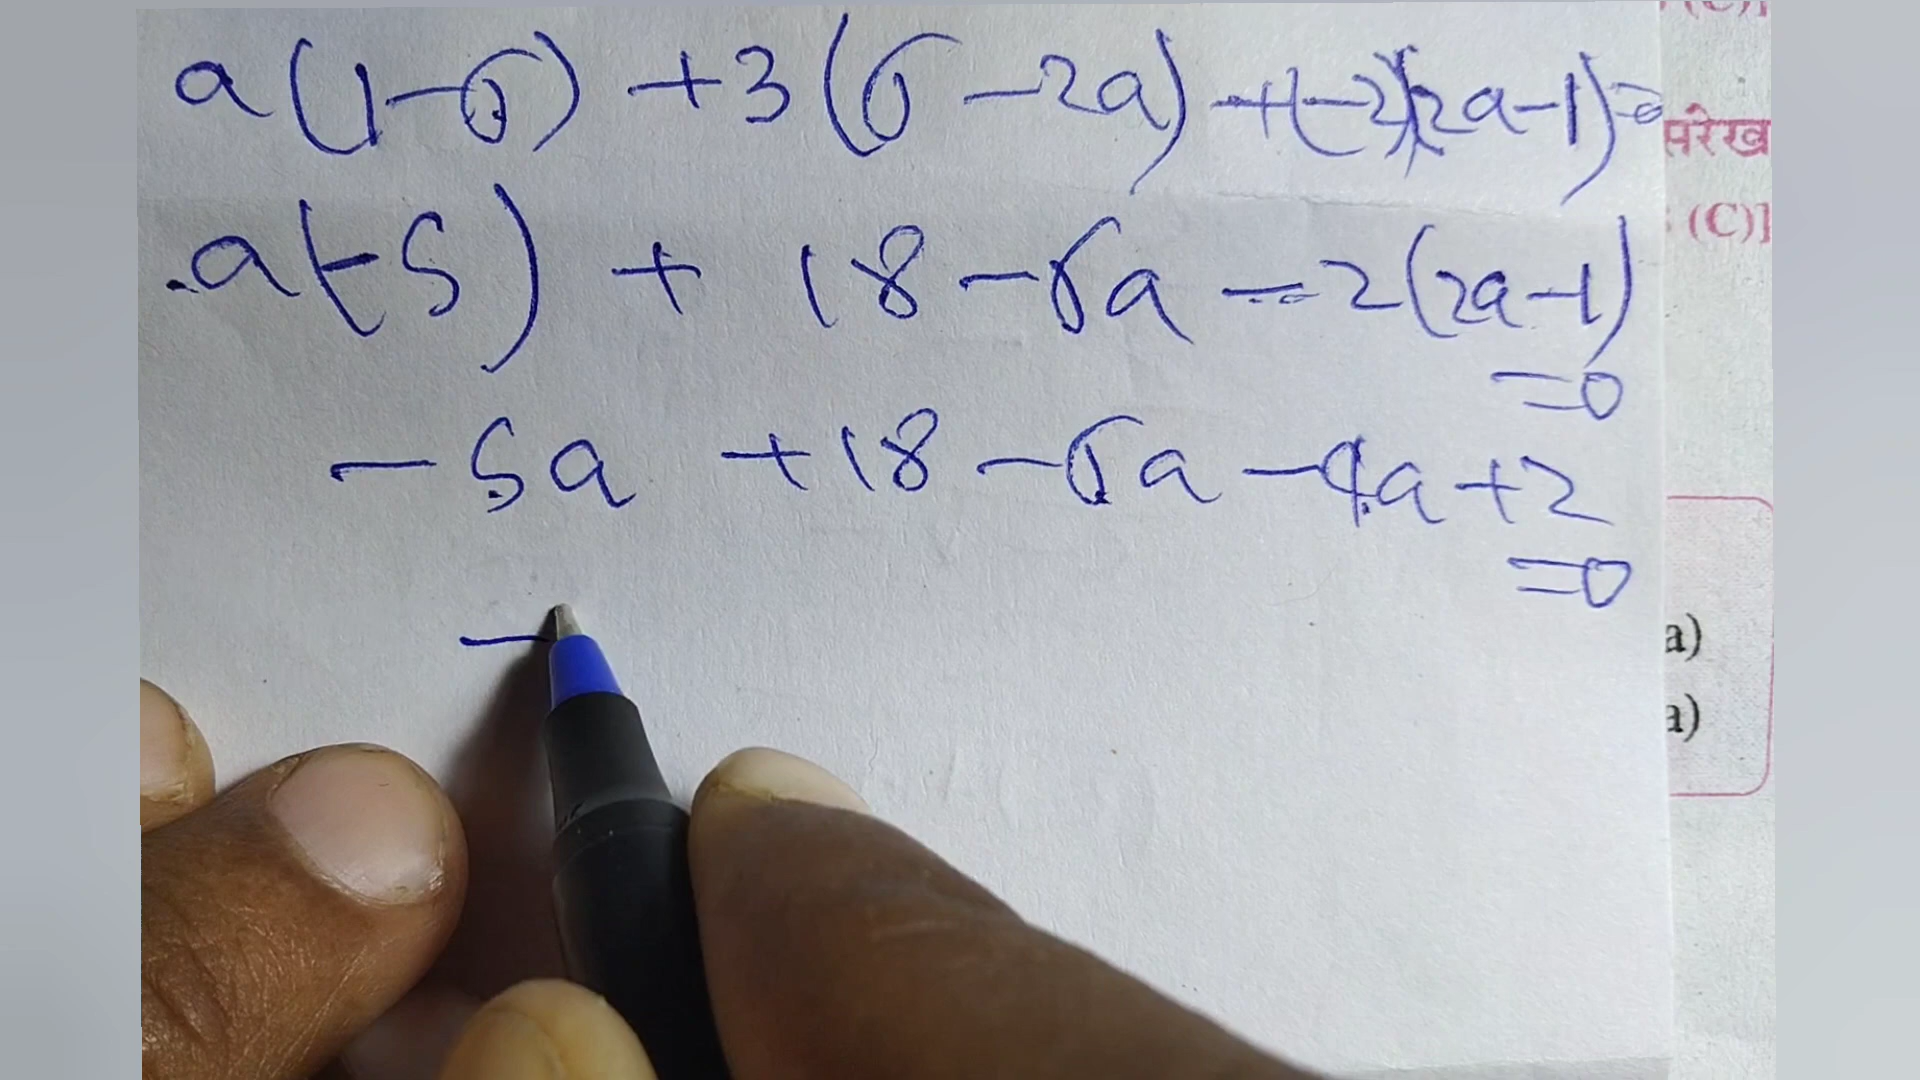 a(1-6) +3(6-2a) +(-2)(2a-1)=0
a(-5) + 18-6a -2(2a-1)
=0
-5a +18-6a-4a+2
=0
-
(C)]
सरेख
(C)]
a)
a)